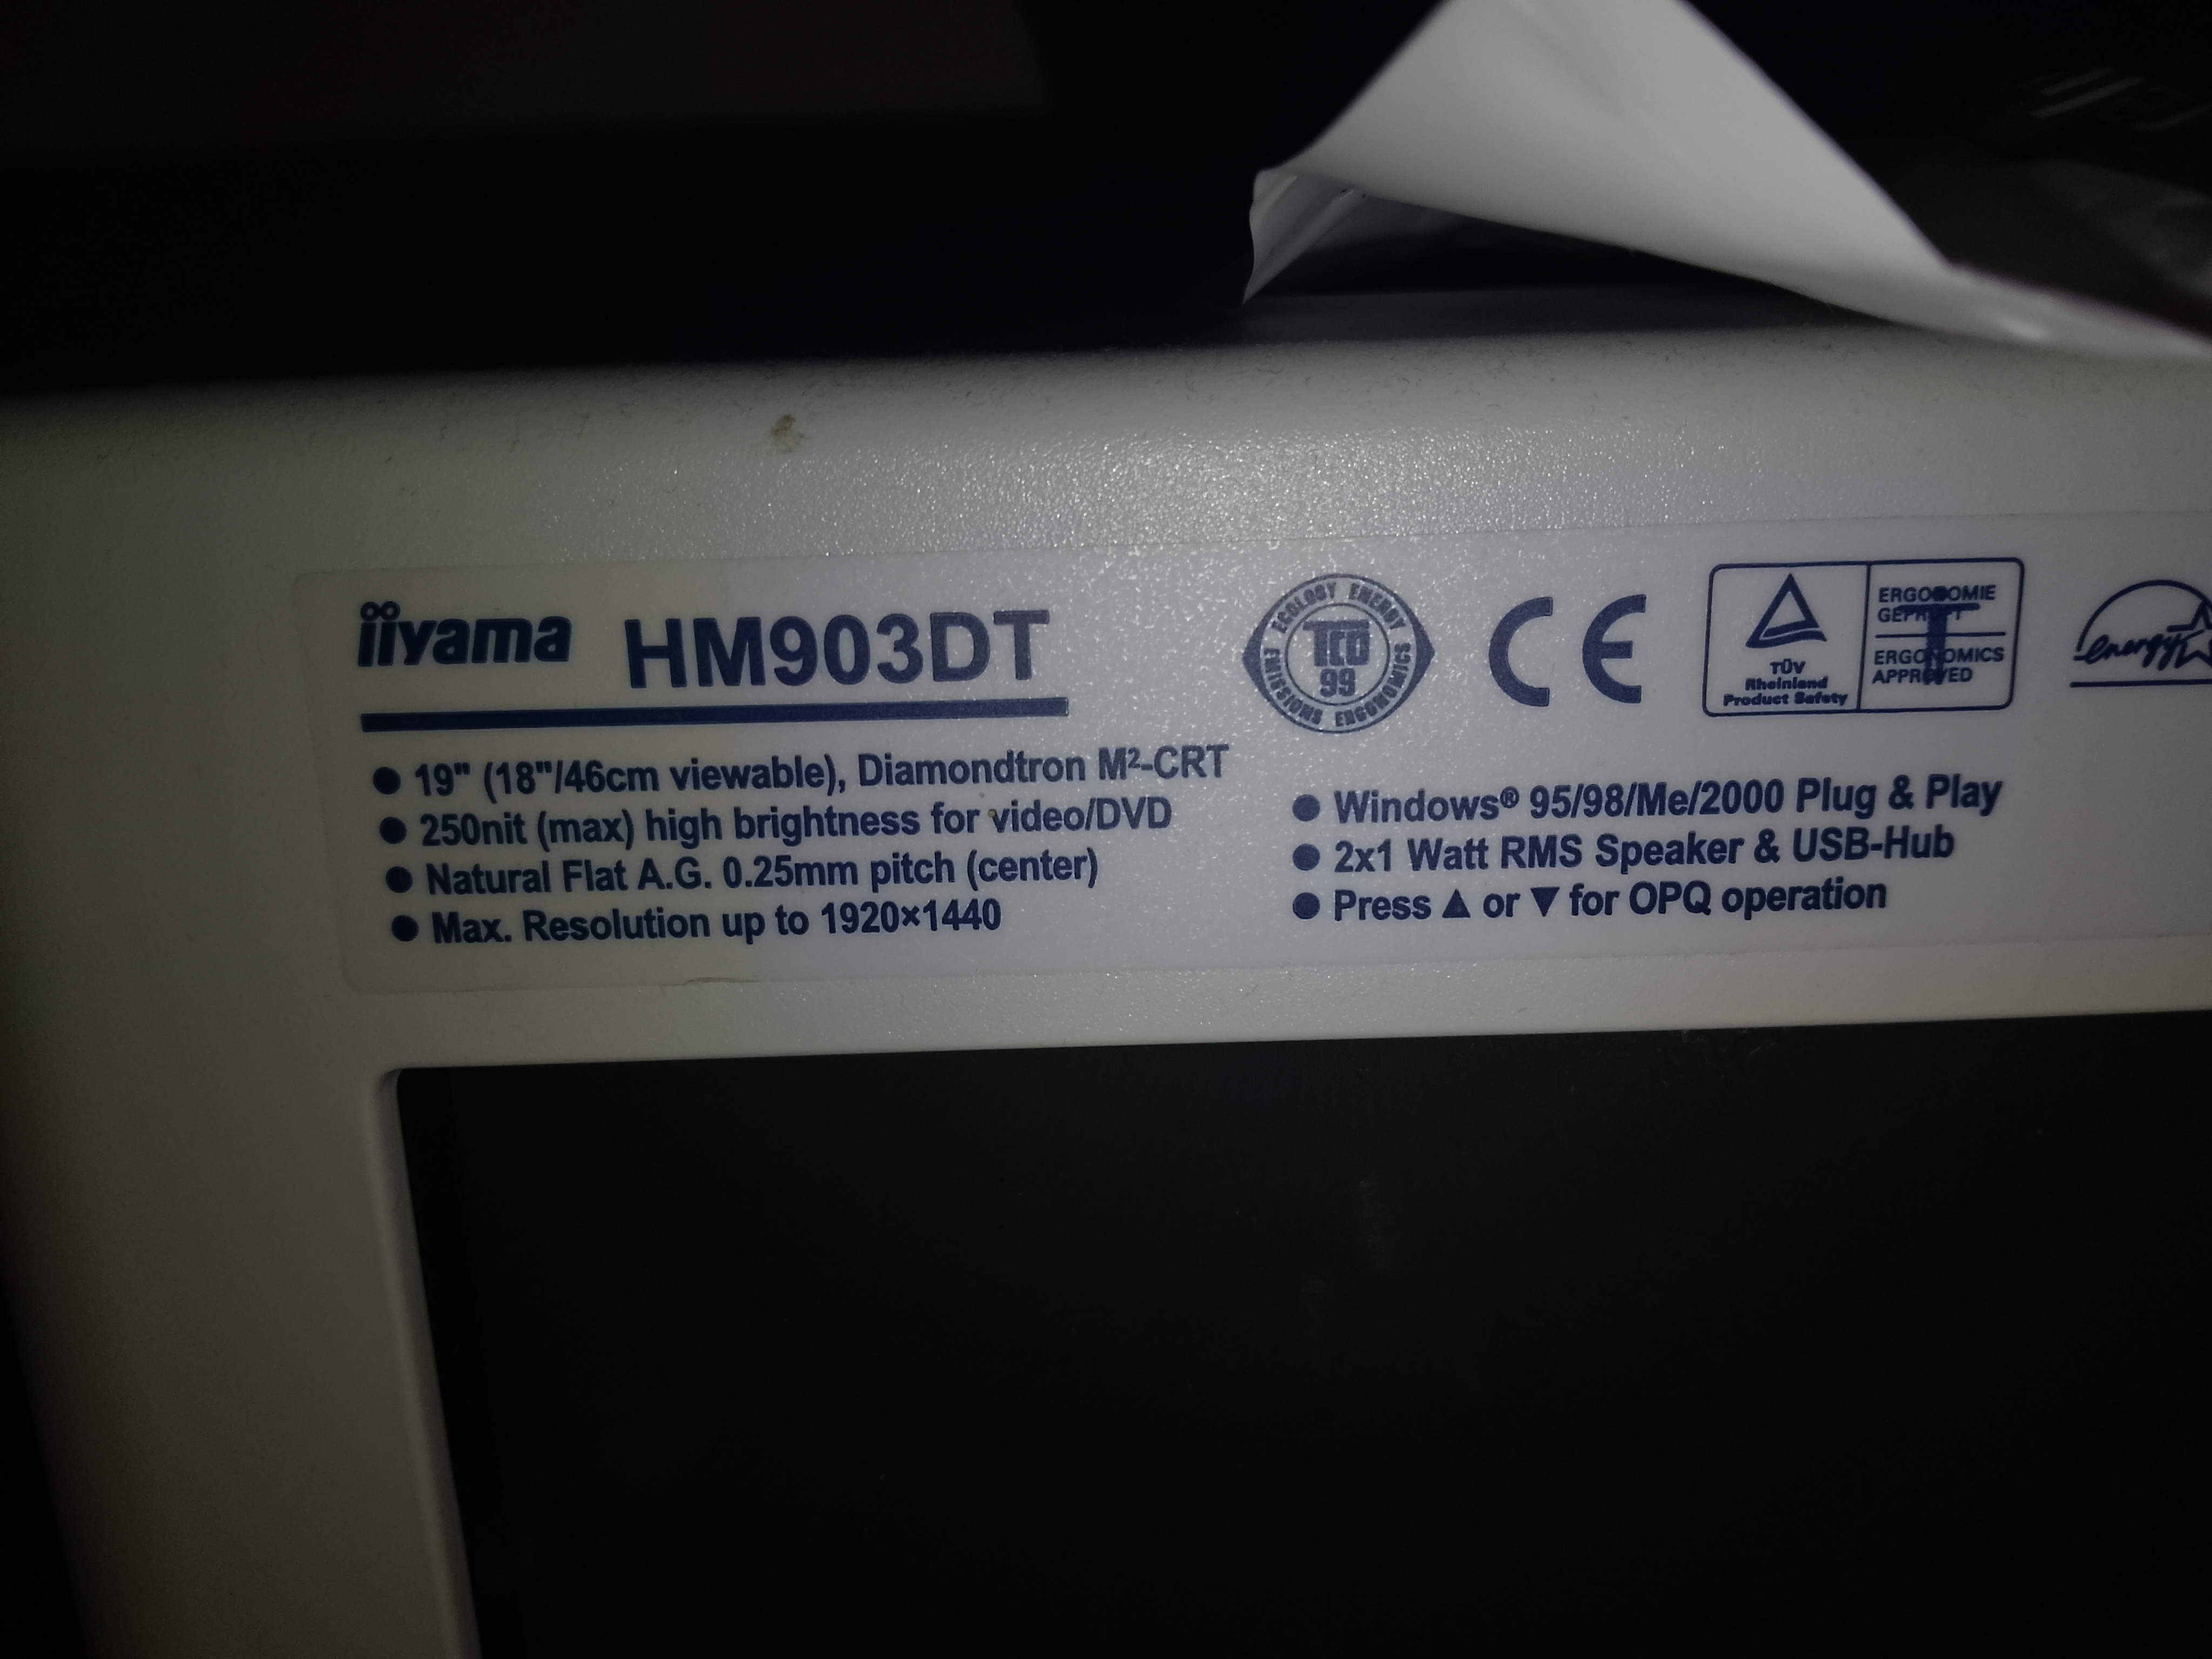 iiyama HM903DT
● 19" (18"/46cm viewable), Diamondtron M²-CRT
● 250nit (max) high brightness for video/DVD
● Natural Flat A.G. 0.25mm pitch (center)
● Max. Resolution up to 1920×1440
ECOLOGY ENERGY
TCO
99
EMISSIONS ERGONOMICS
CE
TÜV
Rheinland
Product Safety
ERGONOMIE
GEPRÜFT
ERGONOMICS
APPROVED
energy
● Windows® 95/98/Me/2000 Plug & Play
● 2x1 Watt RMS Speaker & USB-Hub
● Press ▲ or ▼ for OPQ operation